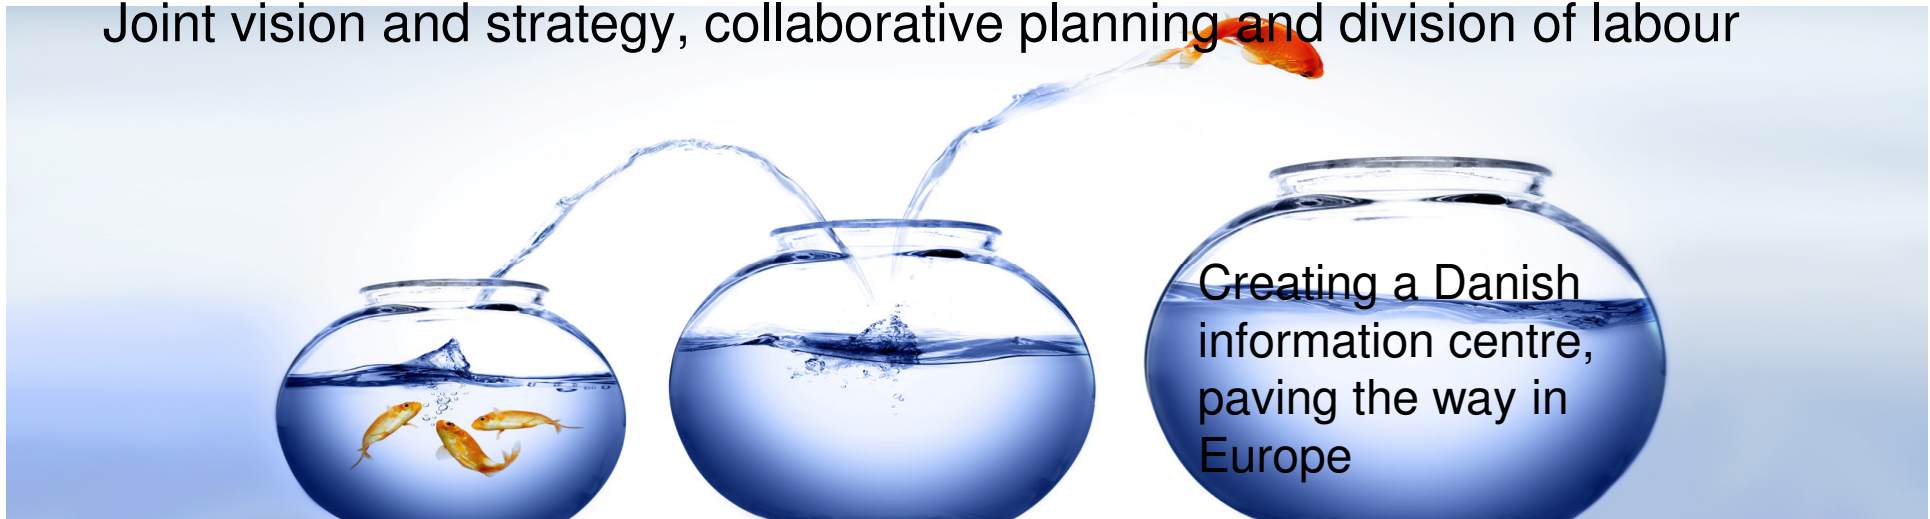 Joint vision and strategy, collaborative planning and division of labour
Creating a Danish
information centre,
paving the way in
Europe